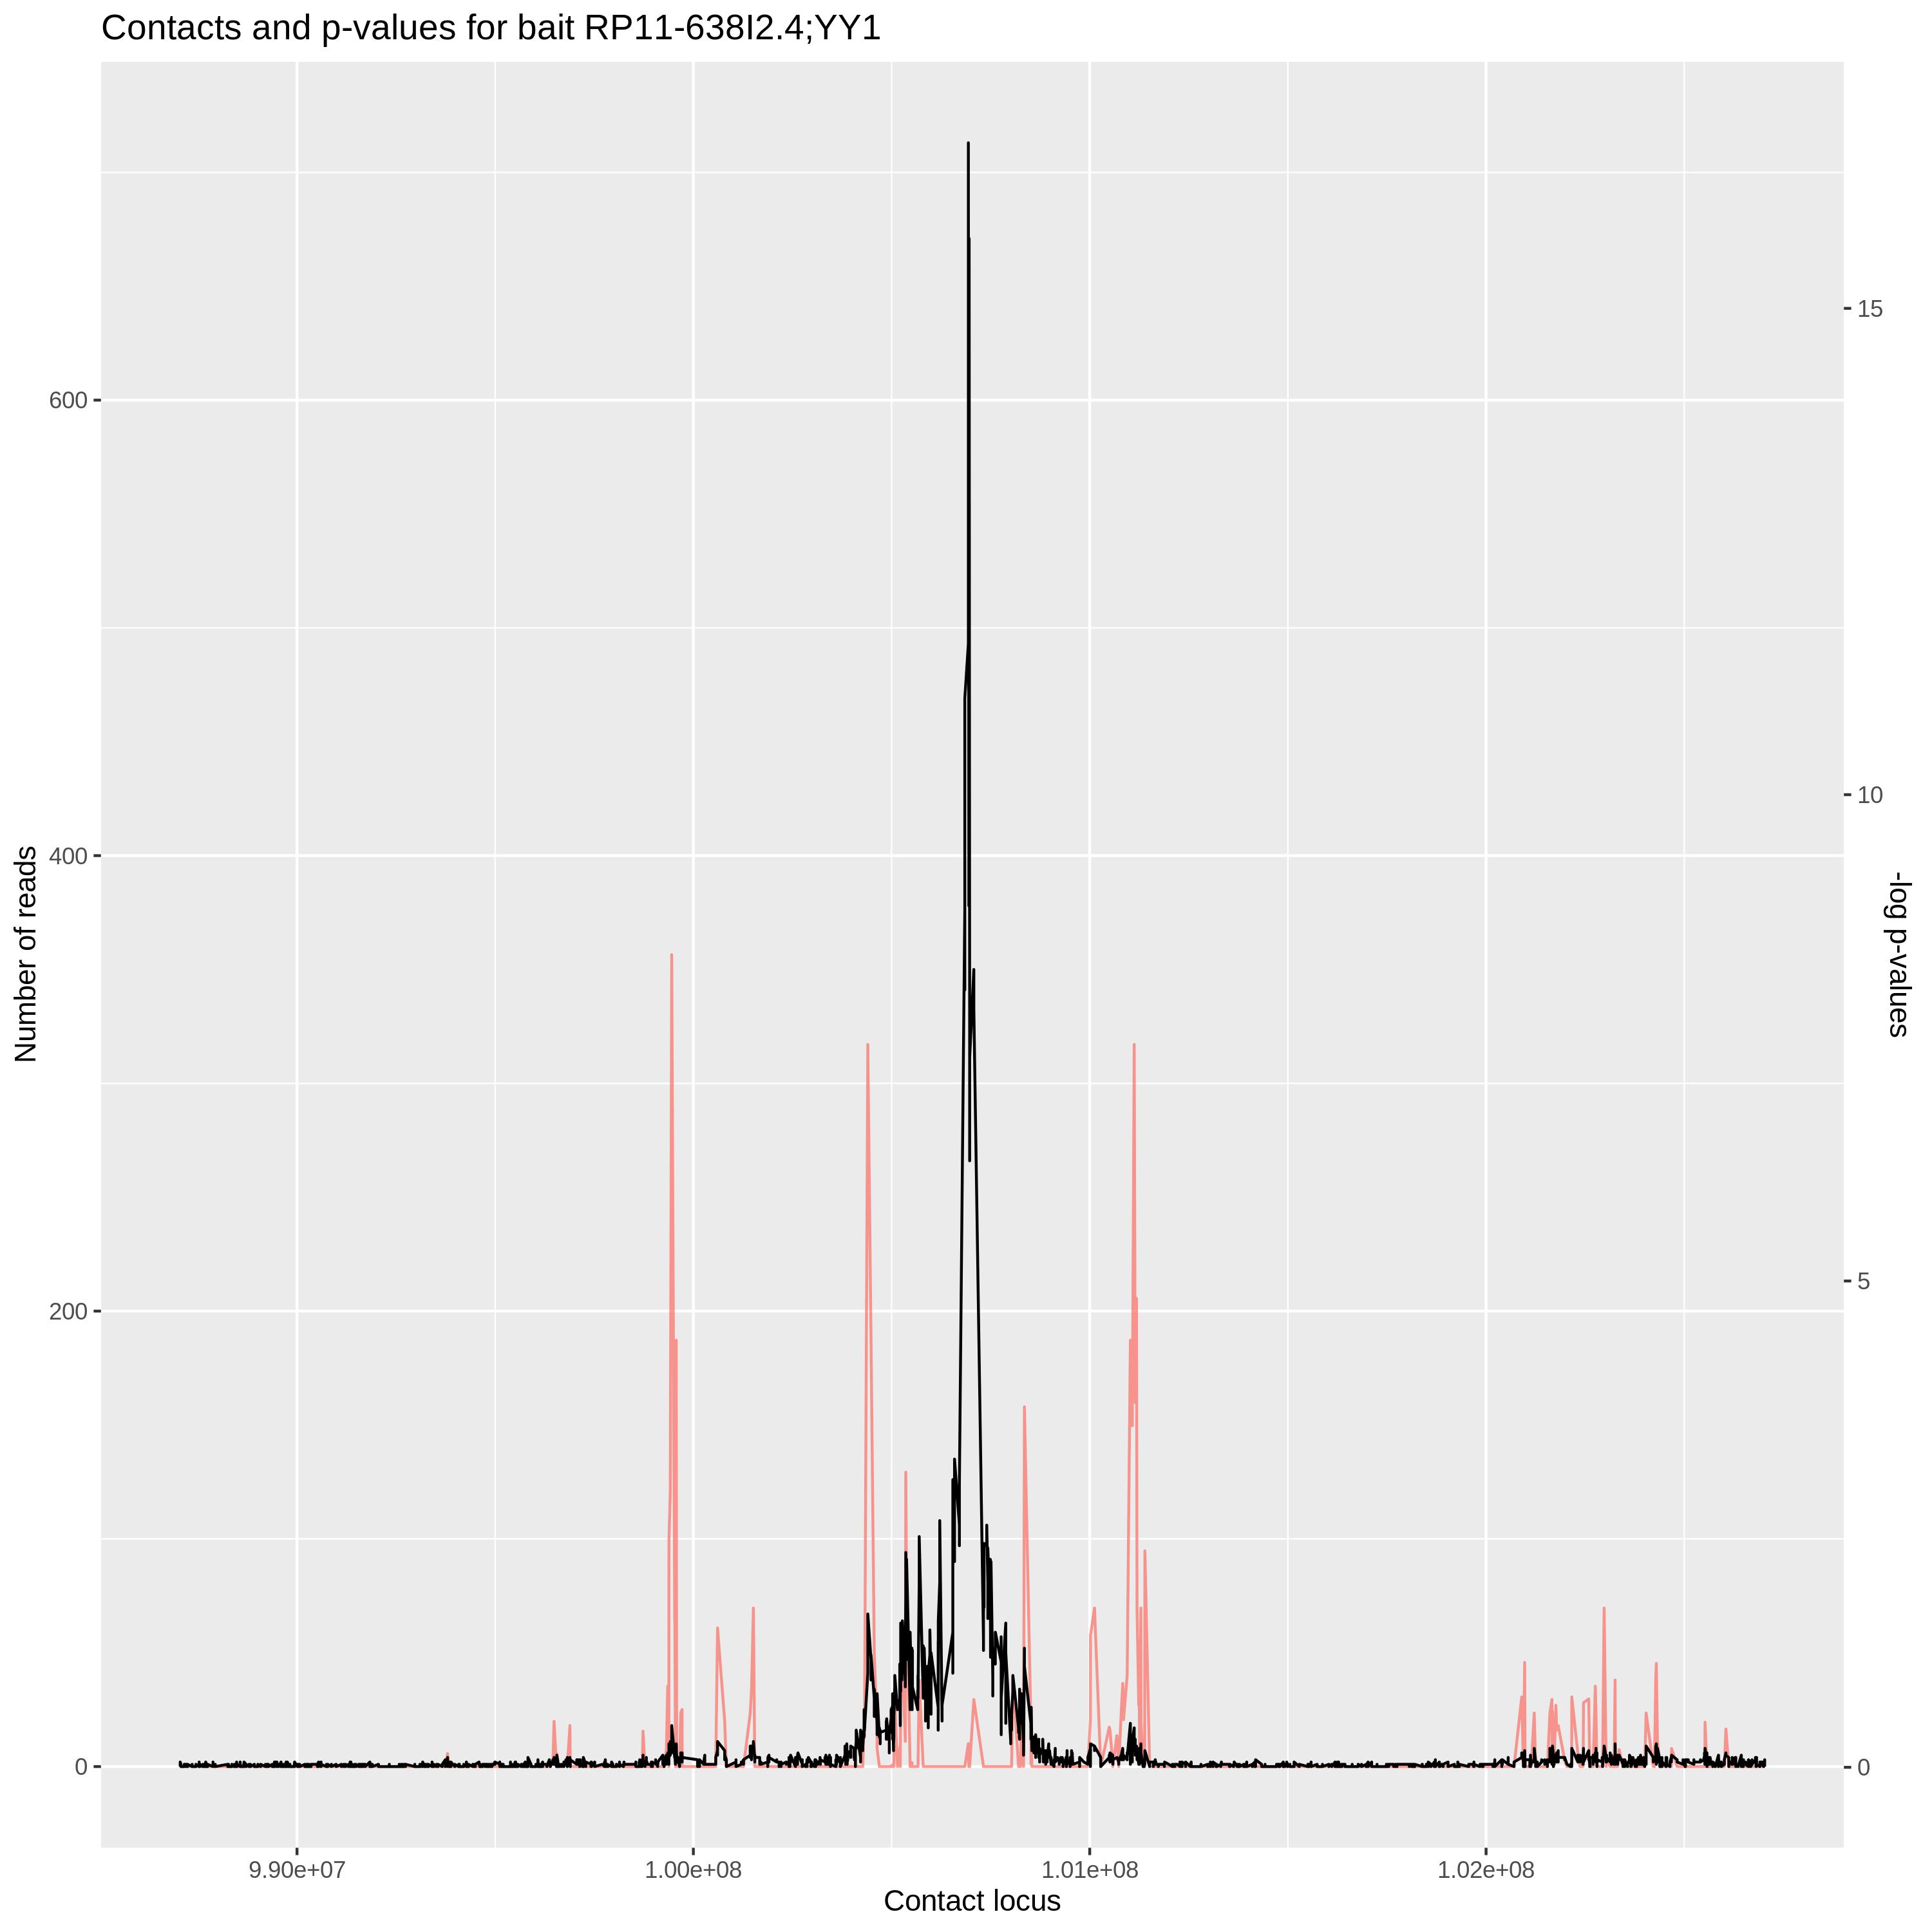 Contacts and p-values for bait RP11-638I2.4;YY1
Number of reads
600
400
200
0
15
10
5
0
-log p-values
9.90e+07
1.00e+08
1.01e+08
1.02e+08
Contact locus